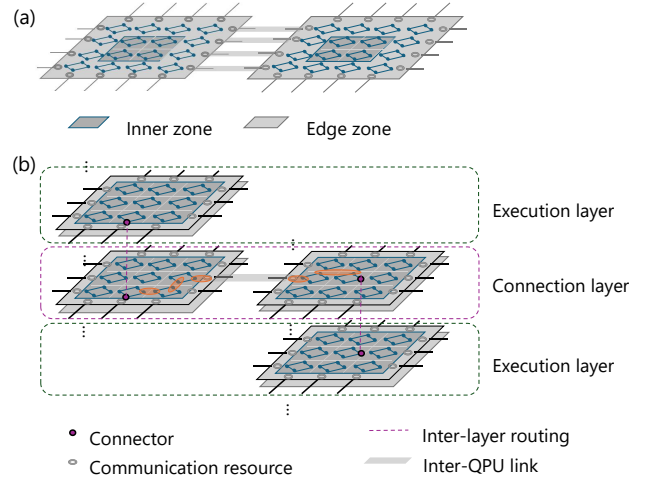 (a)
Inner zone
Edge zone
(b)
Execution layer
Connection layer
Execution layer
Connector
Inter-layer routing
Communication resource
Inter-QPU link